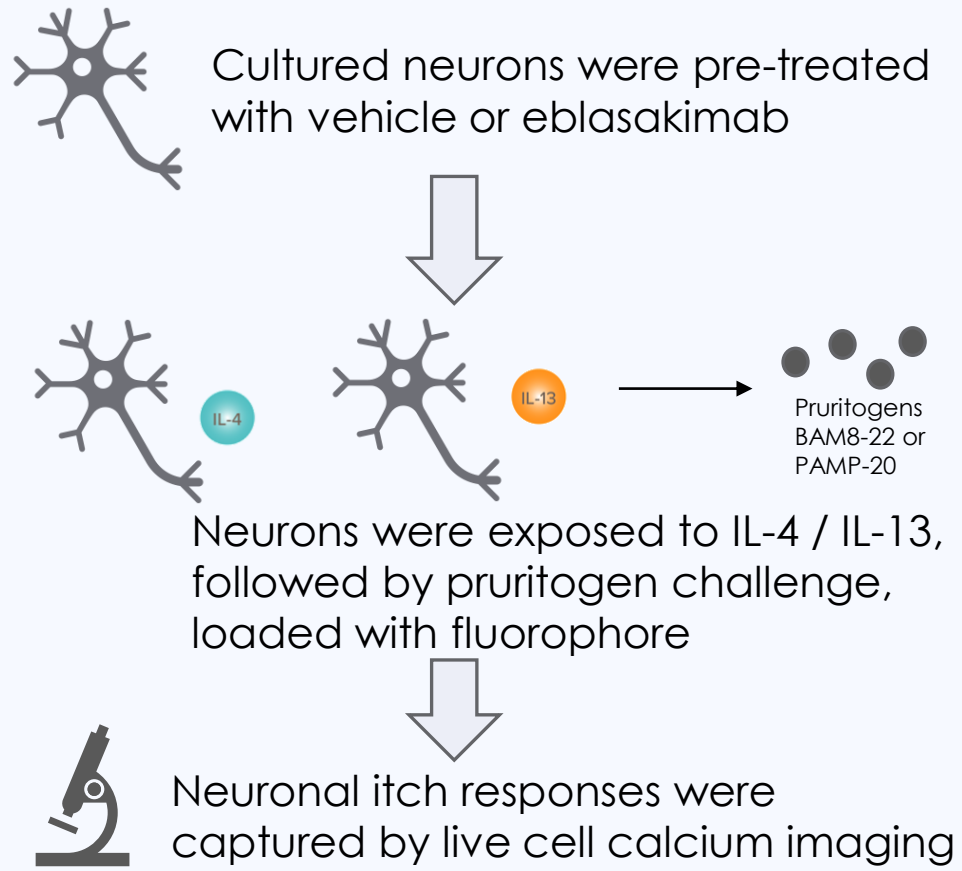 Cultured neurons were pre-treated
with vehicle or eblasakimab
IL-4
IL-13
Pruritogens
BAM8-22 or
PAMP-20
Neurons were exposed to IL-4 / IL-13,
followed by pruritogen challenge,
loaded with fluorophore
Neuronal itch responses were
captured by live cell calcium imaging